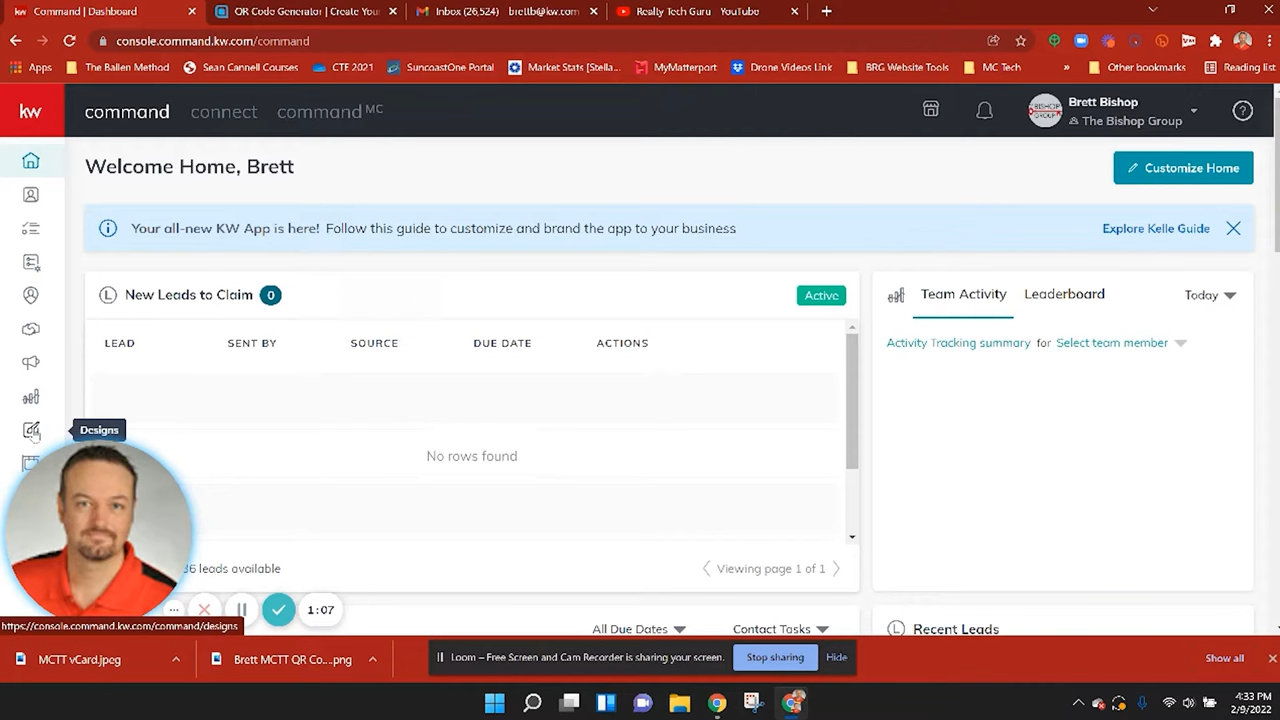 Command | Dashboard
QR Code Generator | Create You
Inbox (26,524) - brettb@kw.com
Realty Tech Guru - YouTube
console.command.kw.com/command
Apps
The Ballen Method
Sean Cannell Courses
CTE 2021
SuncoastOne Portal
Market Stats [Stella...
MyMatterport
Drone Videos Link
BRG Website Tools
MC Tech
»
Other bookmarks
Reading list
kw
command
connect
command MC
Brett Bishop
The Bishop Group
Welcome Home, Brett
Customize Home
Your all-new KW App is here! Follow this guide to customize and brand the app to your business
Explore Kelle Guide
L New Leads to Claim 0
Active
Team Activity
Leaderboard
Today
LEAD
SENT BY
SOURCE
DUE DATE
ACTIONS
Activity Tracking summary for Select team member
Designs
No rows found
36 leads available
Viewing page 1 of 1
1:07
https://console.command.kw.com/command/designs
All Due Dates
Contact Tasks
L Recent Leads
MCTT vCard.jpeg
Brett MCTT QR Co....png
Loom – Free Screen and Cam Recorder is sharing your screen.
Stop sharing
Hide
Show all
4:33 PM
2/9/2022